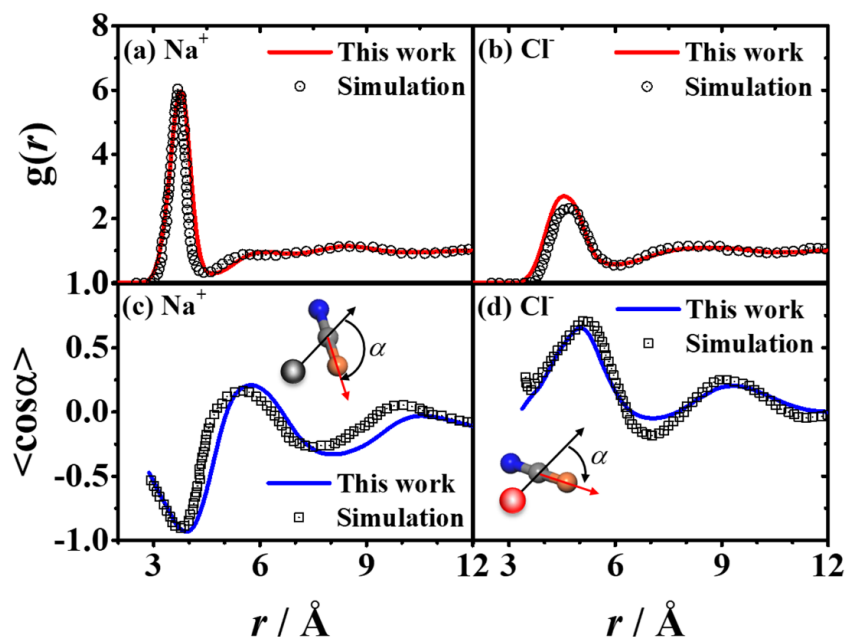 8
6
4
2
g(r)
(a) Na⁺
This work
Simulation
(b) Cl⁻
This work
Simulation
1.0
0.5
0.0
-0.5
-1.0
<cosα>
(c) Na⁺
α
This work
Simulation
(d) Cl⁻
This work
Simulation
α
3 6 9 12 3 6 9 12
r / Å r / Å